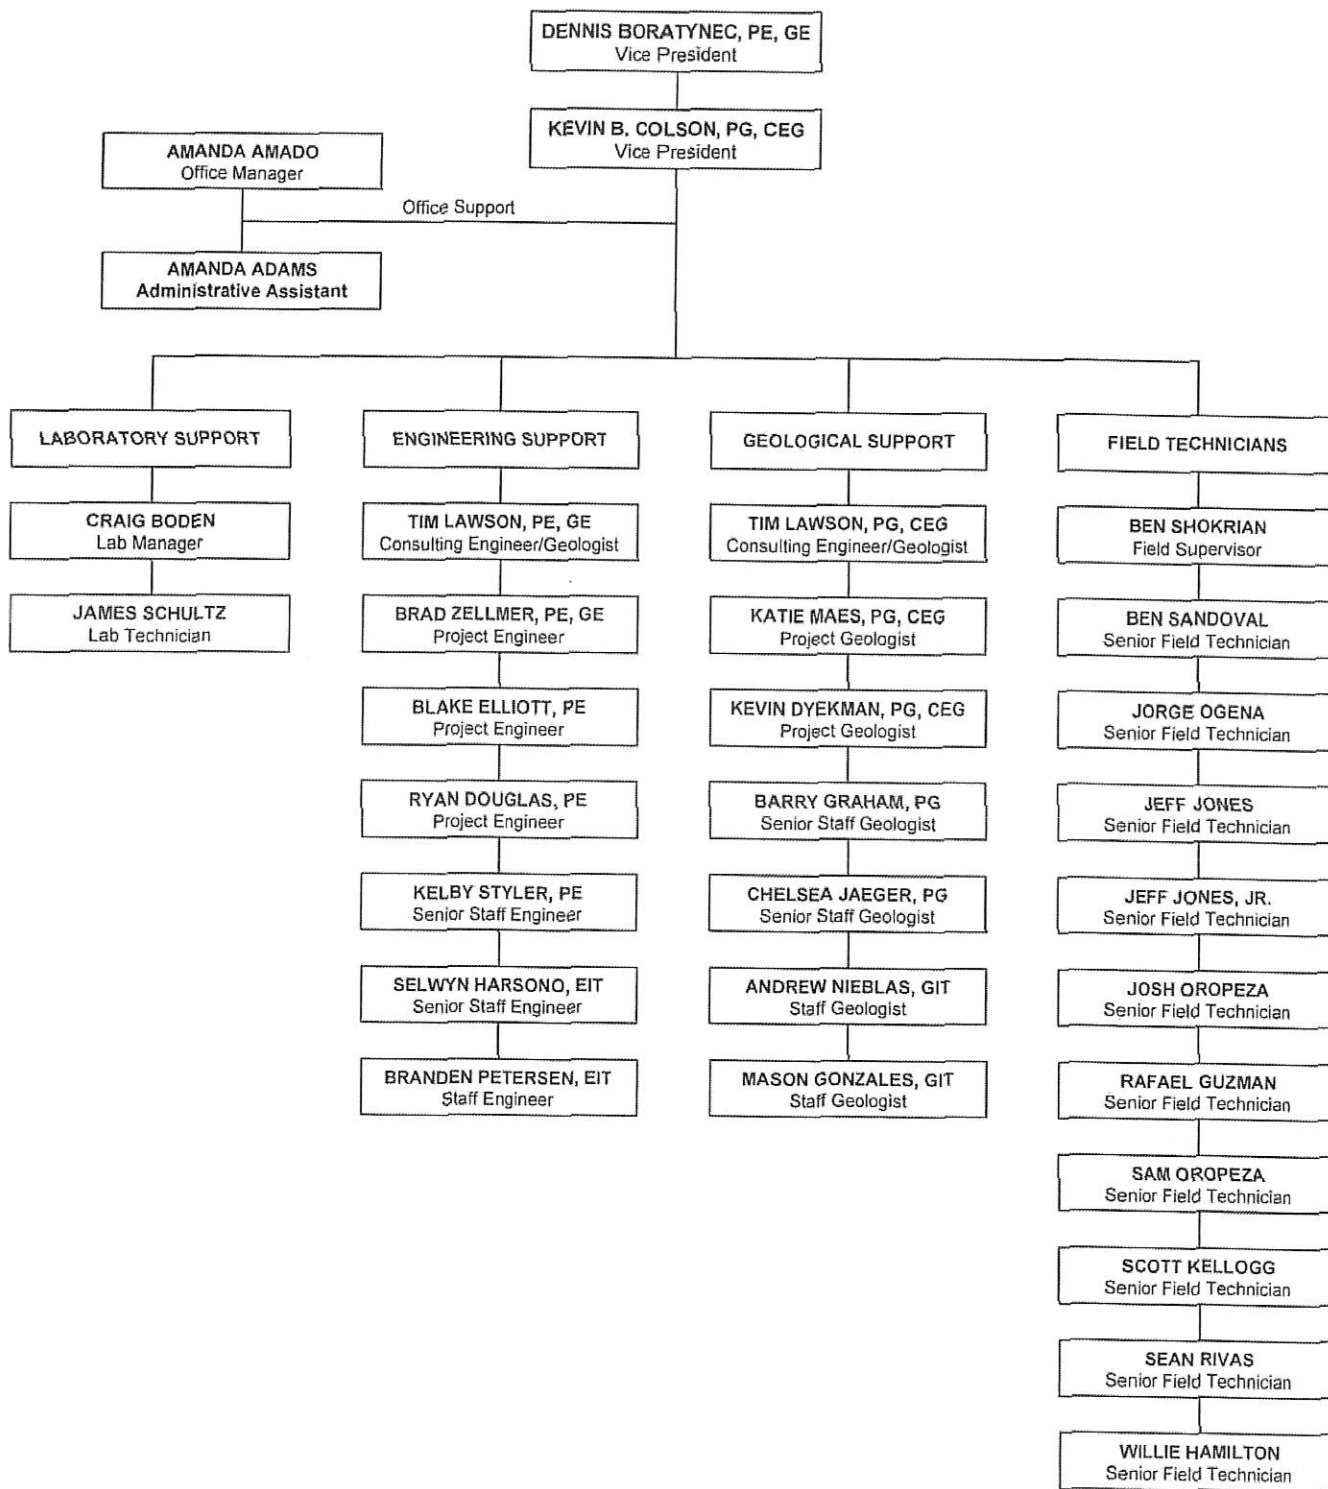 DENNIS BORATYNEC, PE, GE
Vice President
KEVIN B. COLSON, PG, CEG
Vice President
AMANDA AMADO
Office Manager
Office Support
AMANDA ADAMS
Administrative Assistant
LABORATORY SUPPORT
CRAIG BODEN
Lab Manager
JAMES SCHULTZ
Lab Technician
ENGINEERING SUPPORT
TIM LAWSON, PE, GE
Consulting Engineer/Geologist
BRAD ZELLMER, PE, GE
Project Engineer
BLAKE ELLIOTT, PE
Project Engineer
RYAN DOUGLAS, PE
Project Engineer
KELBY STYLER, PE
Senior Staff Engineer
SELWYN HARSONO, EIT
Senior Staff Engineer
BRANDEN PETERSEN, EIT
Staff Engineer
GEOLOGICAL SUPPORT
TIM LAWSON, PG, CEG
Consulting Engineer/Geologist
KATIE MAES, PG, CEG
Project Geologist
KEVIN DYEKMAN, PG, CEG
Project Geologist
BARRY GRAHAM, PG
Senior Staff Geologist
CHELSEA JAEGER, PG
Senior Staff Geologist
ANDREW NIEBLAS, GIT
Staff Geologist
MASON GONZALES, GIT
Staff Geologist
FIELD TECHNICIANS
BEN SHOKRIAN
Field Supervisor
BEN SANDOVAL
Senior Field Technician
JORGE OGENA
Senior Field Technician
JEFF JONES
Senior Field Technician
JEFF JONES, JR.
Senior Field Technician
JOSH OROPEZA
Senior Field Technician
RAFAEL GUZMAN
Senior Field Technician
SAM OROPEZA
Senior Field Technician
SCOTT KELLOGG
Senior Field Technician
SEAN RIVAS
Senior Field Technician
WILLIE HAMILTON
Senior Field Technician